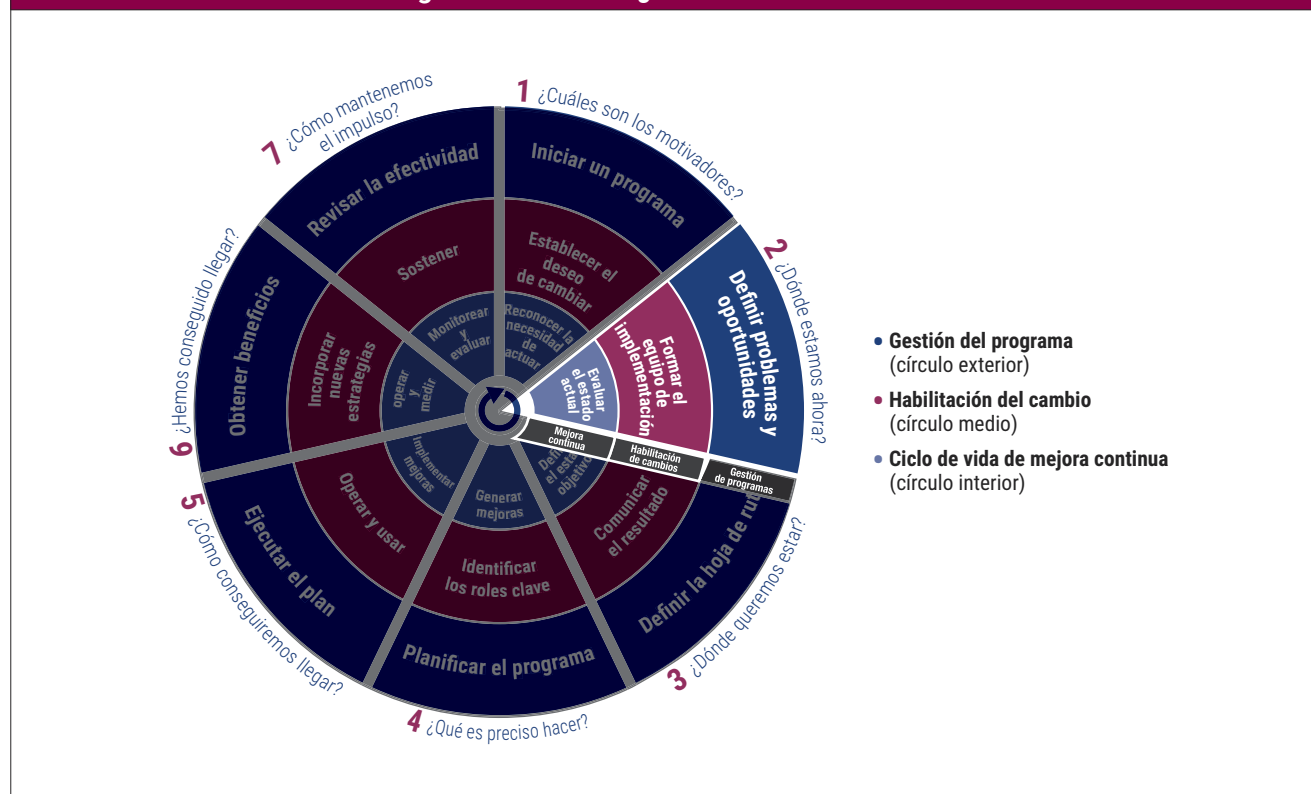 1 ¿Cuáles son los motivadores?
Iniciar un programa
Establecer el
deseo
de cambiar
Reconocer la
necesidad
de
actuar
2 ¿Dónde estamos ahora?
Definir problemas y
oportunidades
Formar el
equipo de
implementación
Evaluar
el estado
actual
Mejora
continua
Habilitación
de cambios
Gestión
de programas
3 ¿Dónde queremos estar?
Definir la hoja de
Comunicar
el resultado
objetivo
4 ¿Qué es preciso hacer?
Planificar el programa
Identificar
los roles clave
Generar
mejoras
5 ¿Cómo conseguiremos llegar?
Ejecutar el plan
Operar y usar
Implementar
mejoras
6 ¿Hemos conseguido llegar?
Obtener beneficios
Incorporar
nuevas
estrategias
operar
y
medir
7 ¿Cómo mantenemos
el impulso?
Revisar la efectividad
Sostener
Monitorear
y
evaluar
• Gestión del programa
(círculo exterior)
• Habilitación del cambio
(círculo medio)
• Ciclo de vida de mejora continua
(círculo interior)